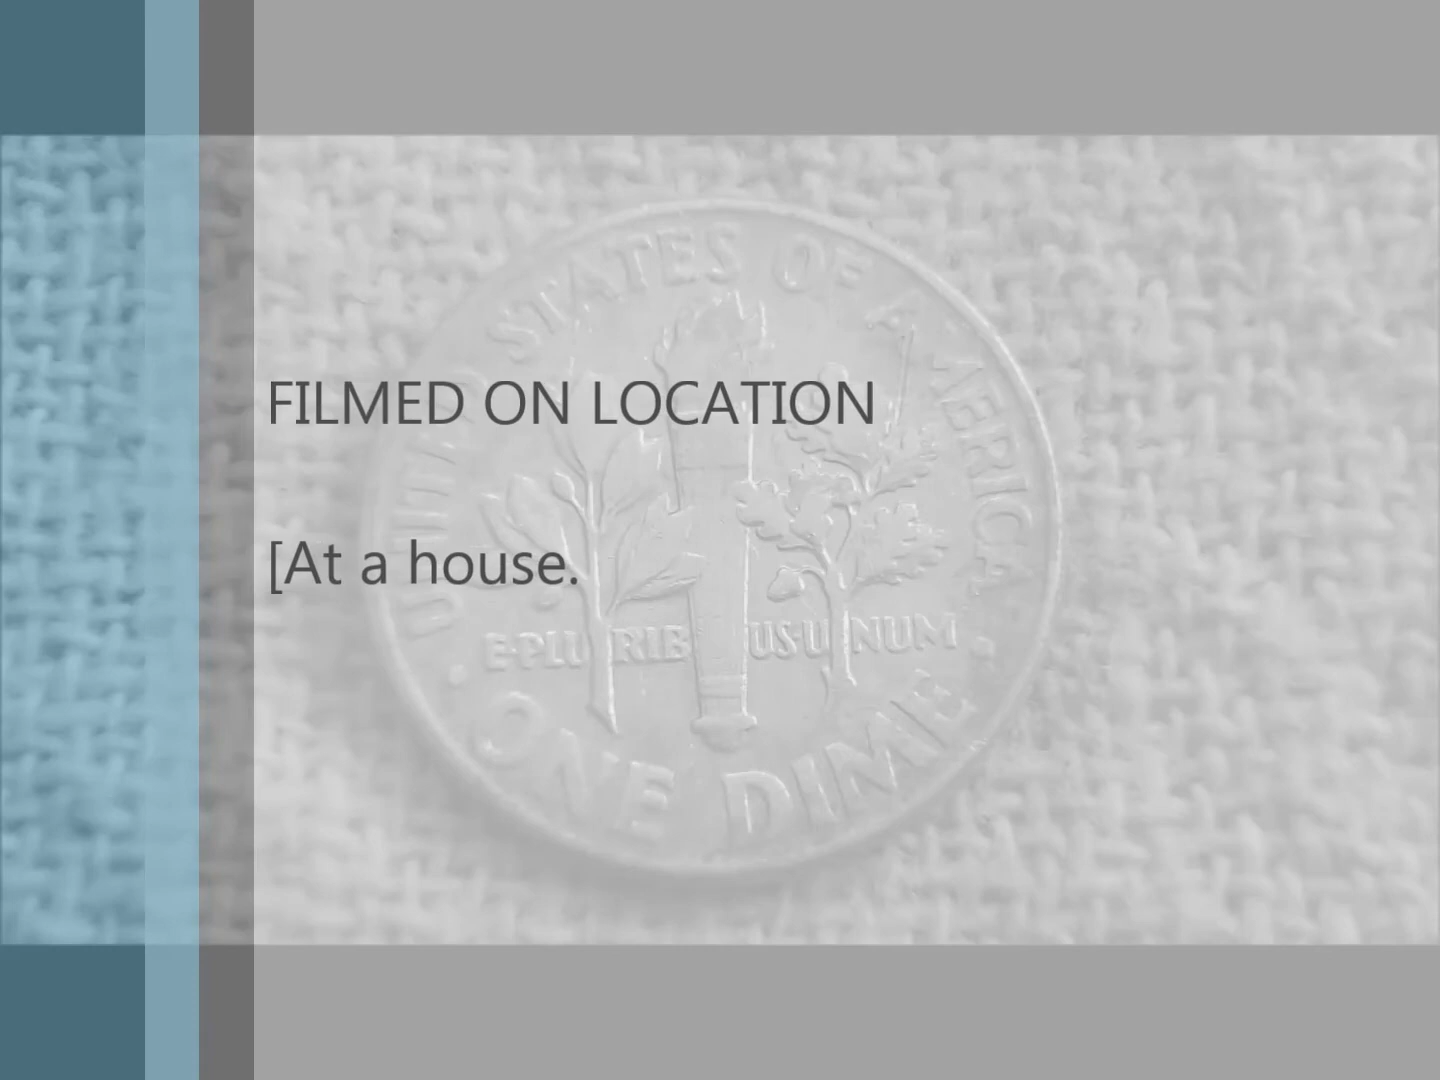 FILMED ON LOCATION
[At a house.
UNITED STATES OF AMERICA
E·PLURIBUS·UNUM
ONE DIME